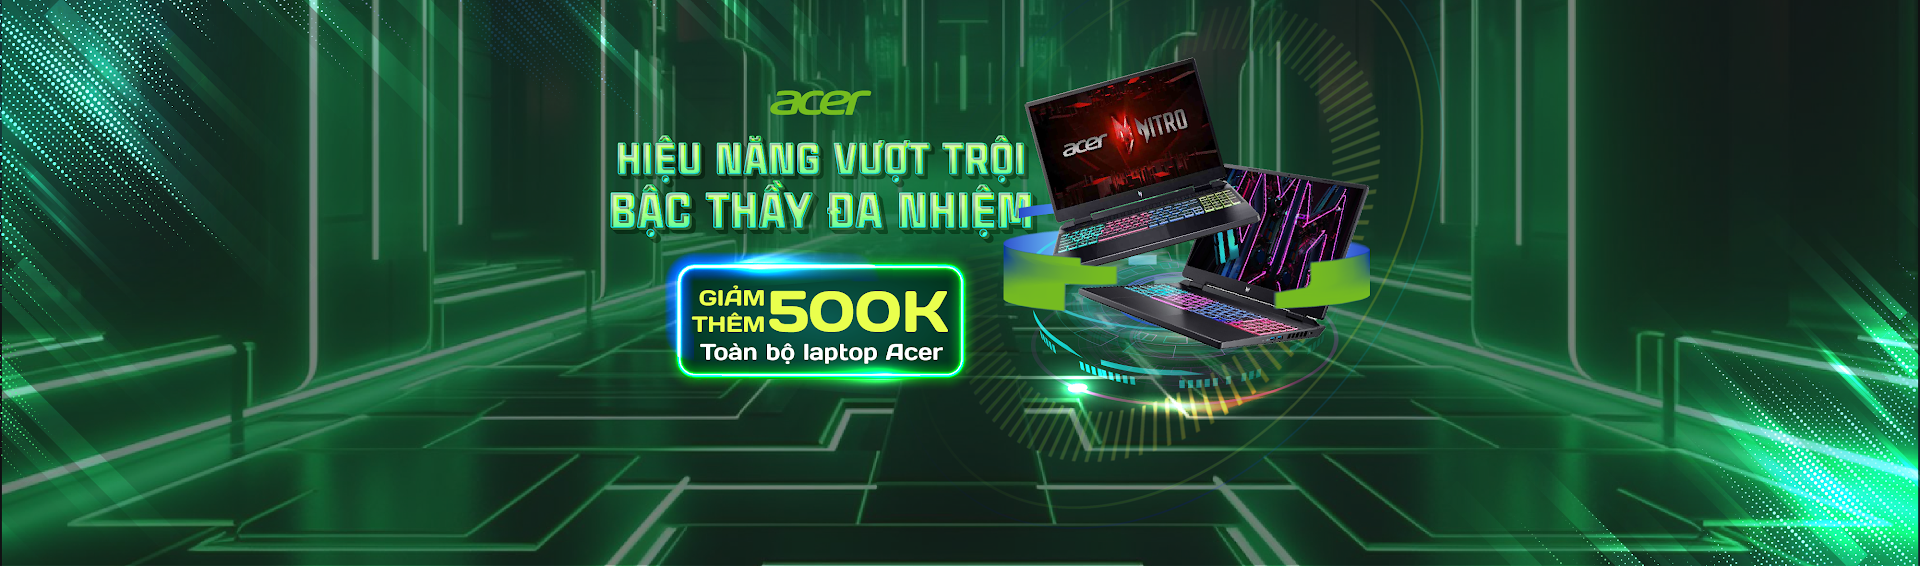 acer
HIỆU NĂNG VƯỢT TRỘI
BẬC THẦY ĐA NHIỆM
GIẢM THÊM 500K
Toàn bộ laptop Acer
acer NITRO